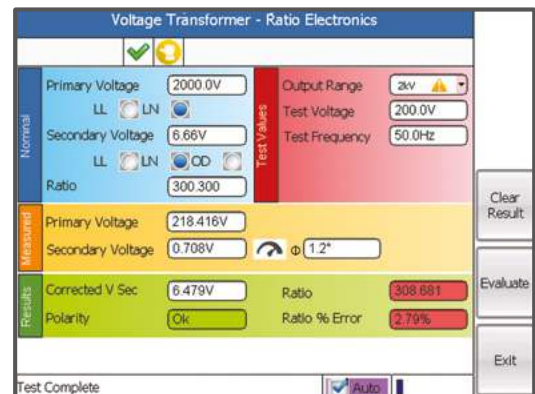 Voltage Transformer - Ratio Electronics
Nominal
Primary Voltage 2000.0V
LL LN
Secondary Voltage 6.66V
LL LN OD
Ratio 300.300
Test Values
Output Range 2kV
Test Voltage 200.0V
Test Frequency 50.0Hz
Measured
Primary Voltage 218.416V
Secondary Voltage 0.708V Φ 1.2°
Results
Corrected V Sec 6.479V
Polarity Ok
Ratio 308.681
Ratio % Error 2.79%
Clear Result
Evaluate
Exit
Test Complete
Auto